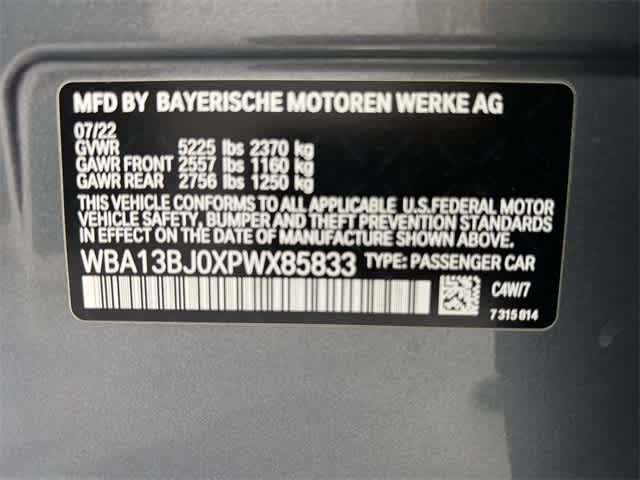 MFD BY BAYERISCHE MOTOREN WERKE AG
07/22
GVWR 5225 lbs 2370 kg
GAWR FRONT 2557 lbs 1160 kg
GAWR REAR 2756 lbs 1250 kg
THIS VEHICLE CONFORMS TO ALL APPLICABLE U.S.FEDERAL MOTOR
VEHICLE SAFETY, BUMPER AND THEFT PREVENTION STANDARDS
IN EFFECT ON THE DATE OF MANUFACTURE SHOWN ABOVE.
WBA13BJ0XPWX85833 TYPE: PASSENGER CAR
C4W/7
7 315 814